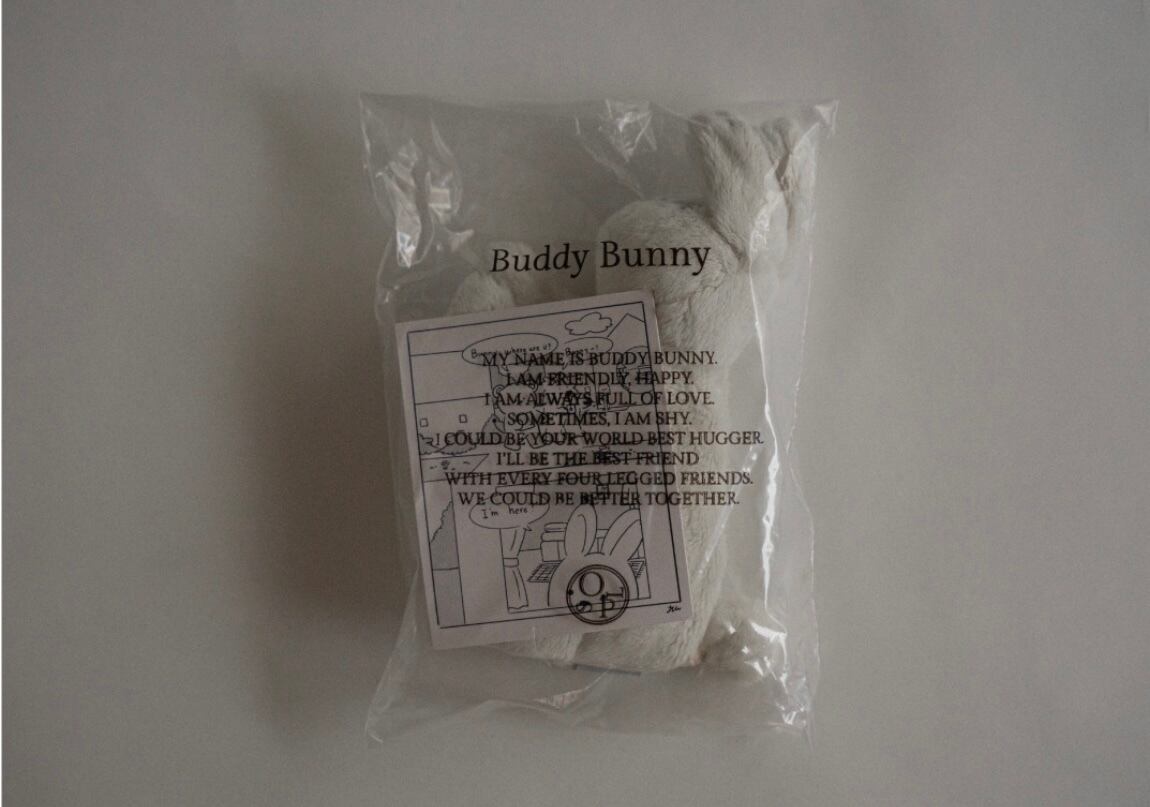 Buddy Bunny
where are u?
MY NAME IS BUDDY BUNNY.
I AM FRIENDLY, HAPPY.
I AM ALWAYS FULL OF LOVE.
SOMETIMES, I AM SHY.
I COULD BE YOUR WORLD BEST HUGGER.
I'LL BE THE BEST FRIEND
WITH EVERY FOUR LEGGED FRIENDS.
WE COULD BE BETTER TOGETHER.
I'm here!